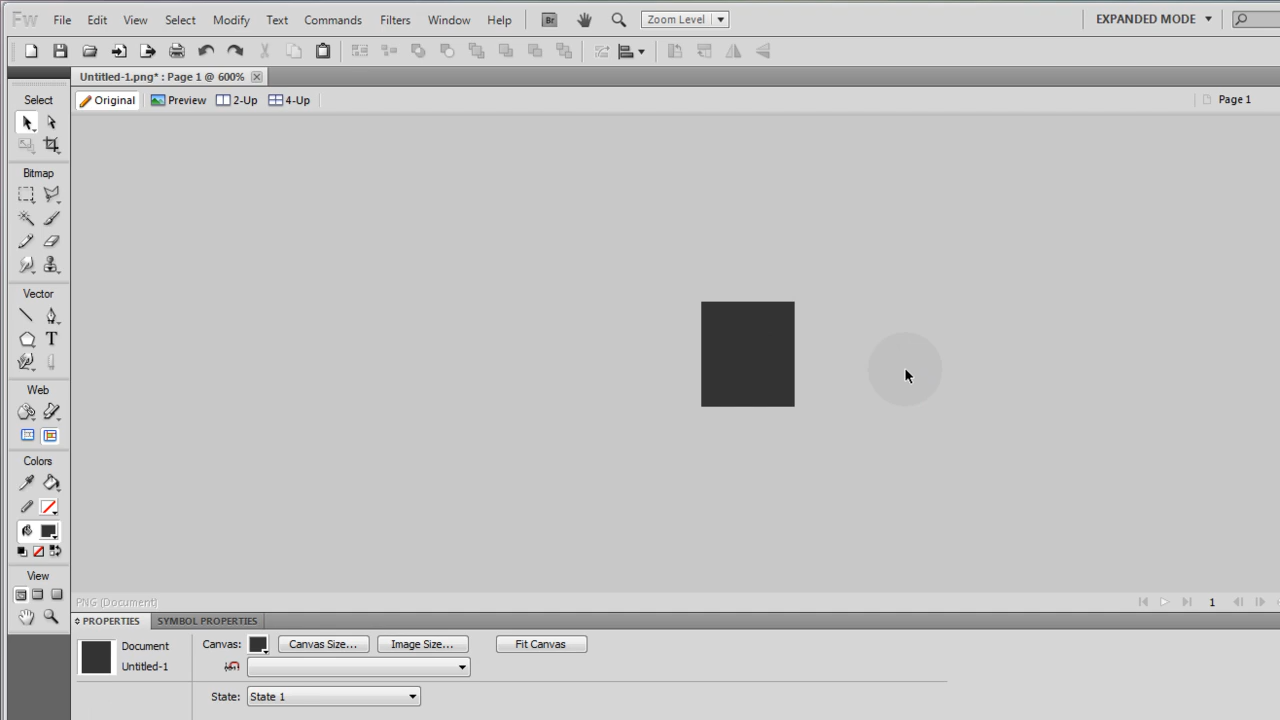 Fw File Edit View Select Modify Text Commands Filters Window Help Br Zoom Level EXPANDED MODE
Untitled-1.png* : Page 1 @ 600%
Original Preview 2-Up 4-Up Page 1
Select
Bitmap
Vector
T
Web
Colors
View
PNG (Document) 1
PROPERTIES SYMBOL PROPERTIES
Document Canvas: Canvas Size... Image Size... Fit Canvas
Untitled-1
State: State 1